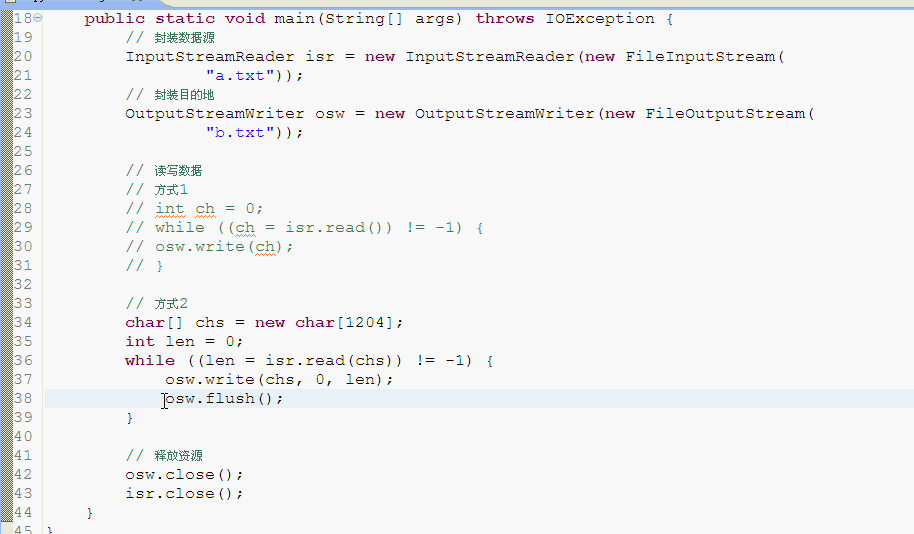 18 public static void main(String[] args) throws IOException {
19 // 封装数据源
20 InputStreamReader isr = new InputStreamReader(new FileInputStream(
21 "a.txt"));
22 // 封装目的地
23 OutputStreamWriter osw = new OutputStreamWriter(new FileOutputStream(
24 "b.txt"));
25
26 // 读写数据
27 // 方式1
28 // int ch = 0;
29 // while ((ch = isr.read()) != -1) {
30 // osw.write(ch);
31 // }
32
33 // 方式2
34 char[] chs = new char[1204];
35 int len = 0;
36 while ((len = isr.read(chs)) != -1) {
37 osw.write(chs, 0, len);
38 osw.flush();
39 }
40
41 // 释放资源
42 osw.close();
43 isr.close();
44 }
45 }